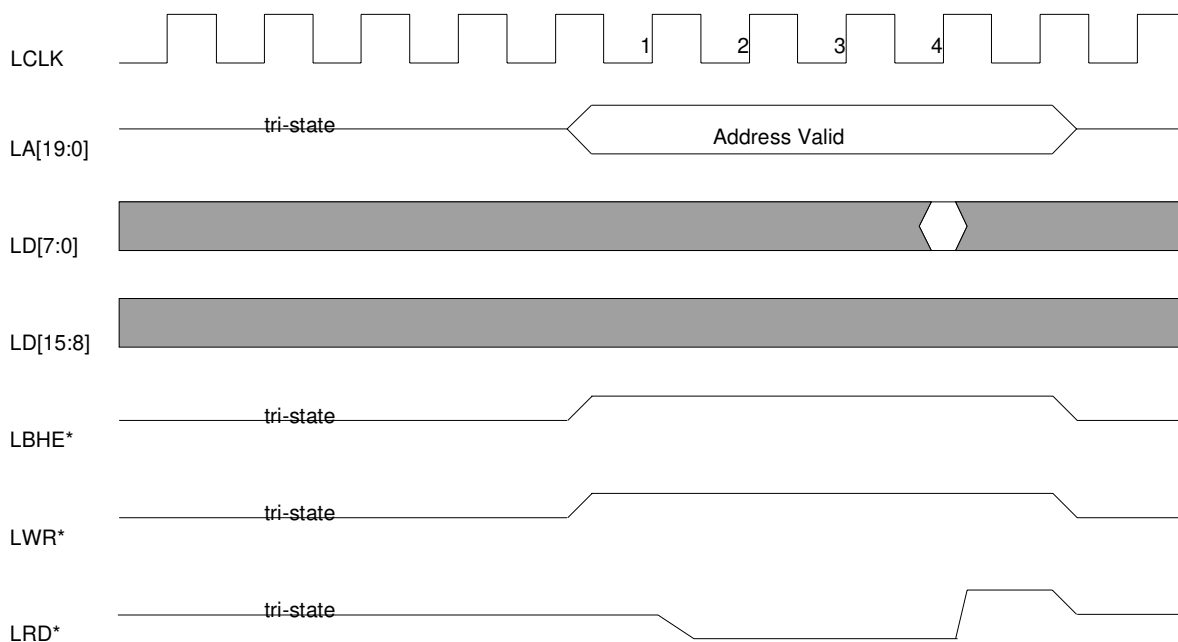 1 2 3 4
LCLK
tri-state
Address Valid
LA[19:0]
LD[7:0]
LD[15:8]
tri-state
LBHE*
tri-state
LWR*
tri-state
LRD*